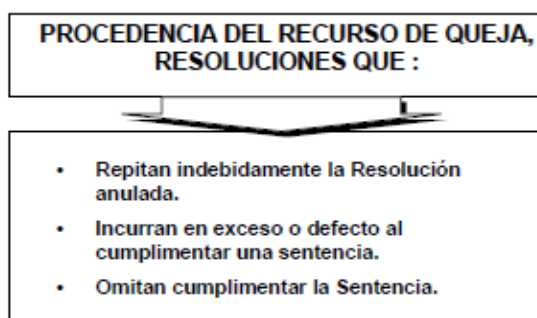 PROCEDENCIA DEL RECURSO DE QUEJA,
RESOLUCIONES QUE :
• Repitan indebidamente la Resolución
anulada.
• Incurran en exceso o defecto al
cumplimentar una sentencia.
• Omitan cumplimentar la Sentencia.